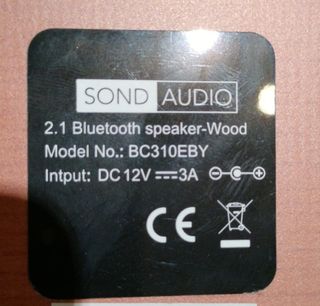 SOND AUDIO
2.1 Bluetooth speaker-Wood
Model No.: BC310EBY
Intput: DC 12V⎓3A
CE